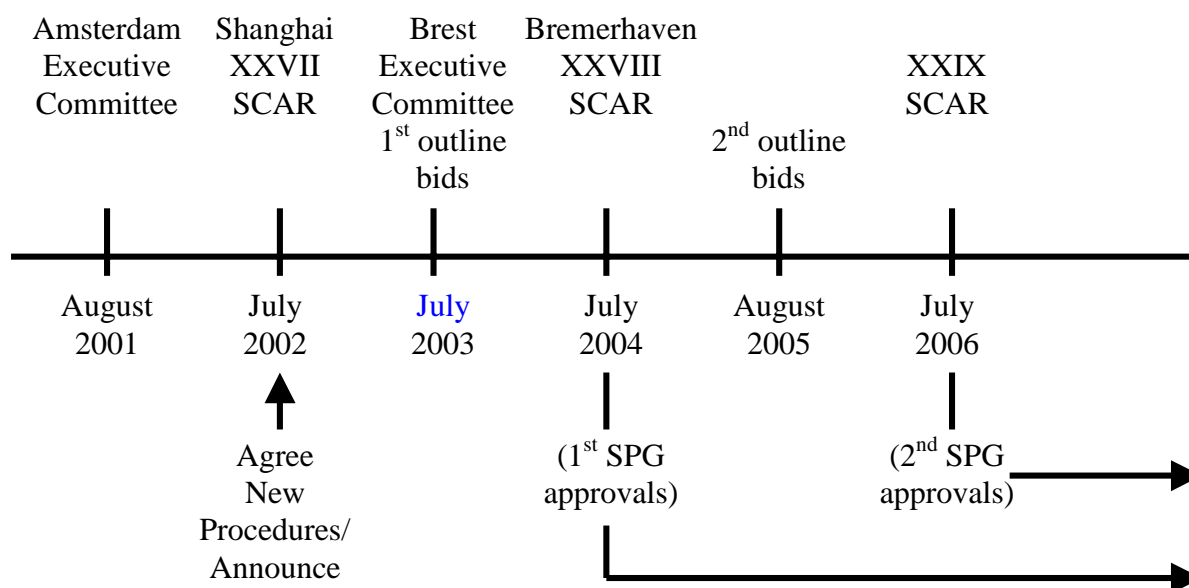 Amsterdam
Executive
Committee
Shanghai
XXVII
SCAR
Brest
Executive
Committee
1st outline
bids
Bremerhaven
XXVIII
SCAR
2nd outline
bids
XXIX
SCAR
August
2001
July
2002
July
2003
July
2004
August
2005
July
2006
Agree
New
Procedures/
Announce
(1st SPG
approvals)
(2nd SPG
approvals)